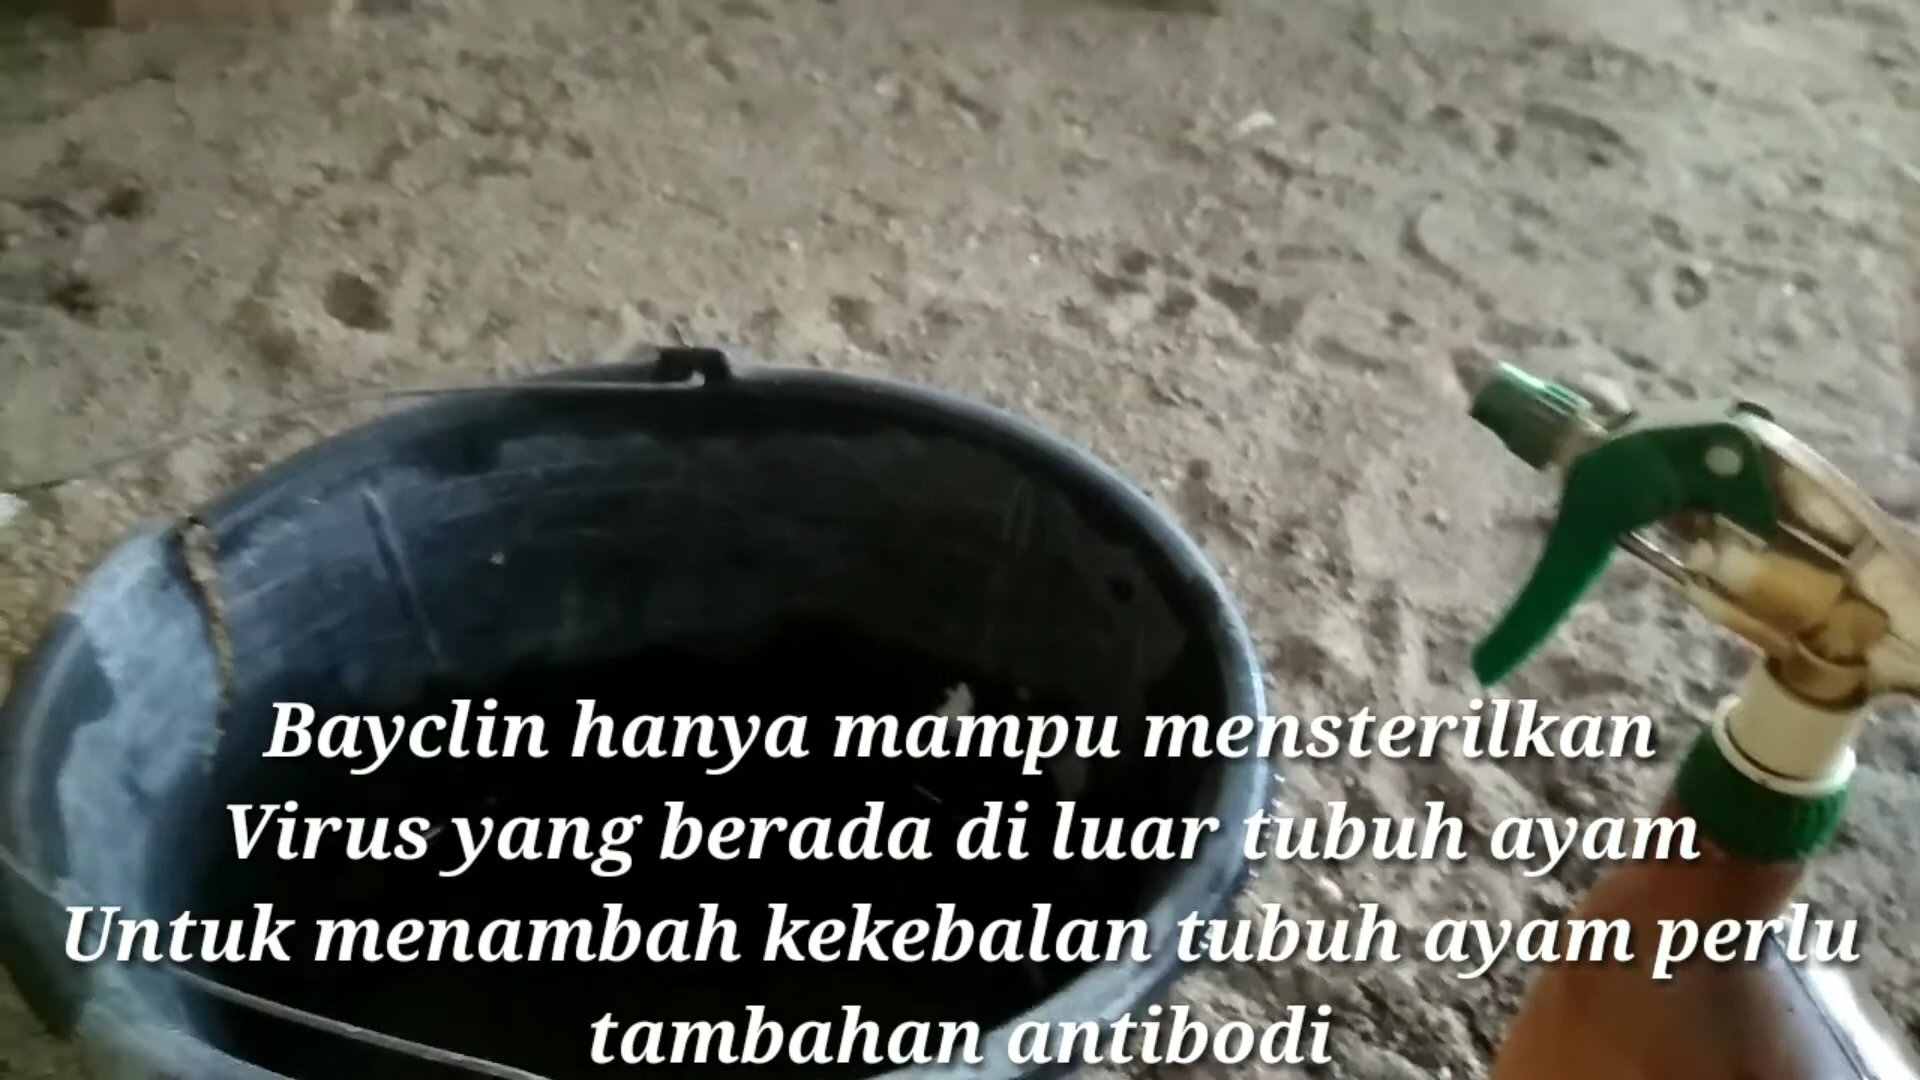 Bayclin hanya mampu mensterilkan
Virus yang berada di luar tubuh ayam
Untuk menambah kekebalan tubuh ayam perlu
tambahan antibodi